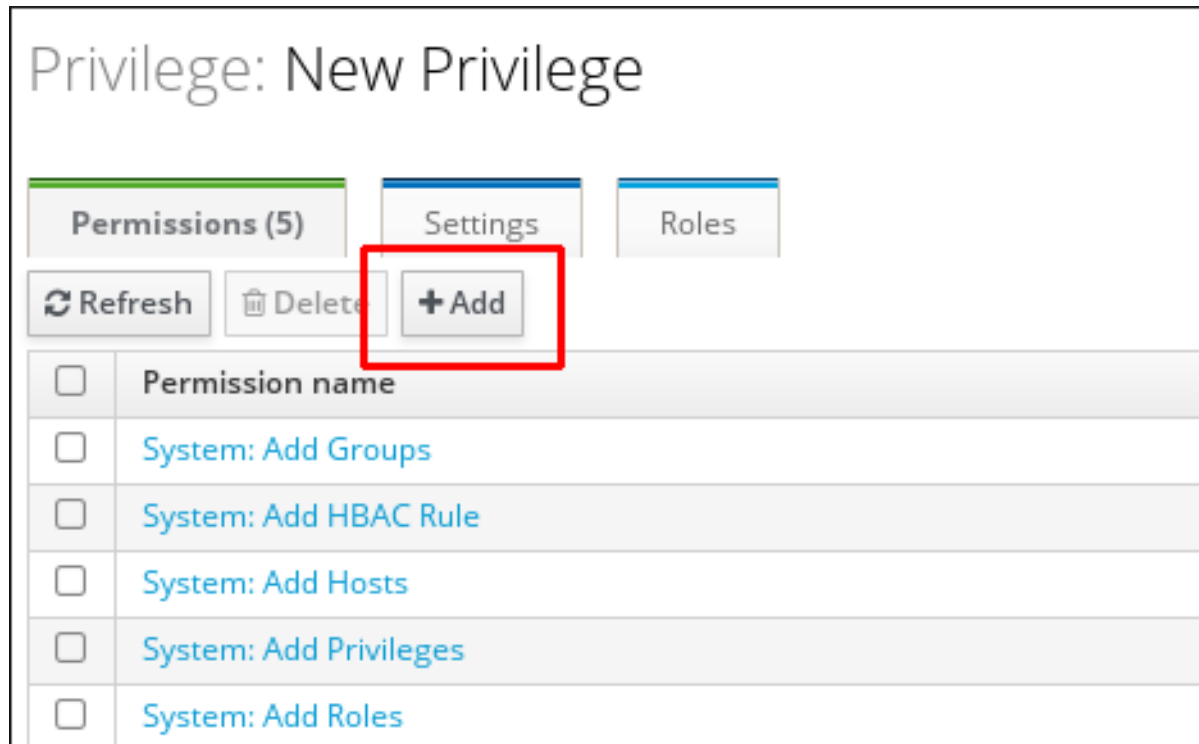 Privilege: New Privilege
Permissions (5) Settings Roles
Refresh Delete Add
Permission name
System: Add Groups
System: Add HBAC Rule
System: Add Hosts
System: Add Privileges
System: Add Roles